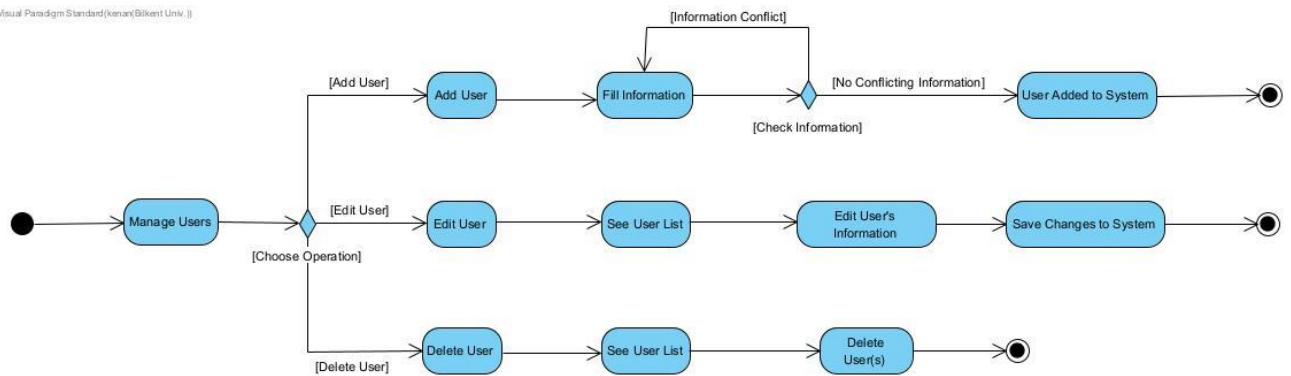 Visual Paradigm Standard(kenan(Bilkent Univ.))
[Information Conflict]
[Add User]
Add User
Fill Information
[No Conflicting Information]
User Added to System
[Check Information]
Manage Users
[Edit User]
Edit User
See User List
Edit User's
Information
Save Changes to System
[Choose Operation]
Delete User
See User List
Delete
User(s)
[Delete User]